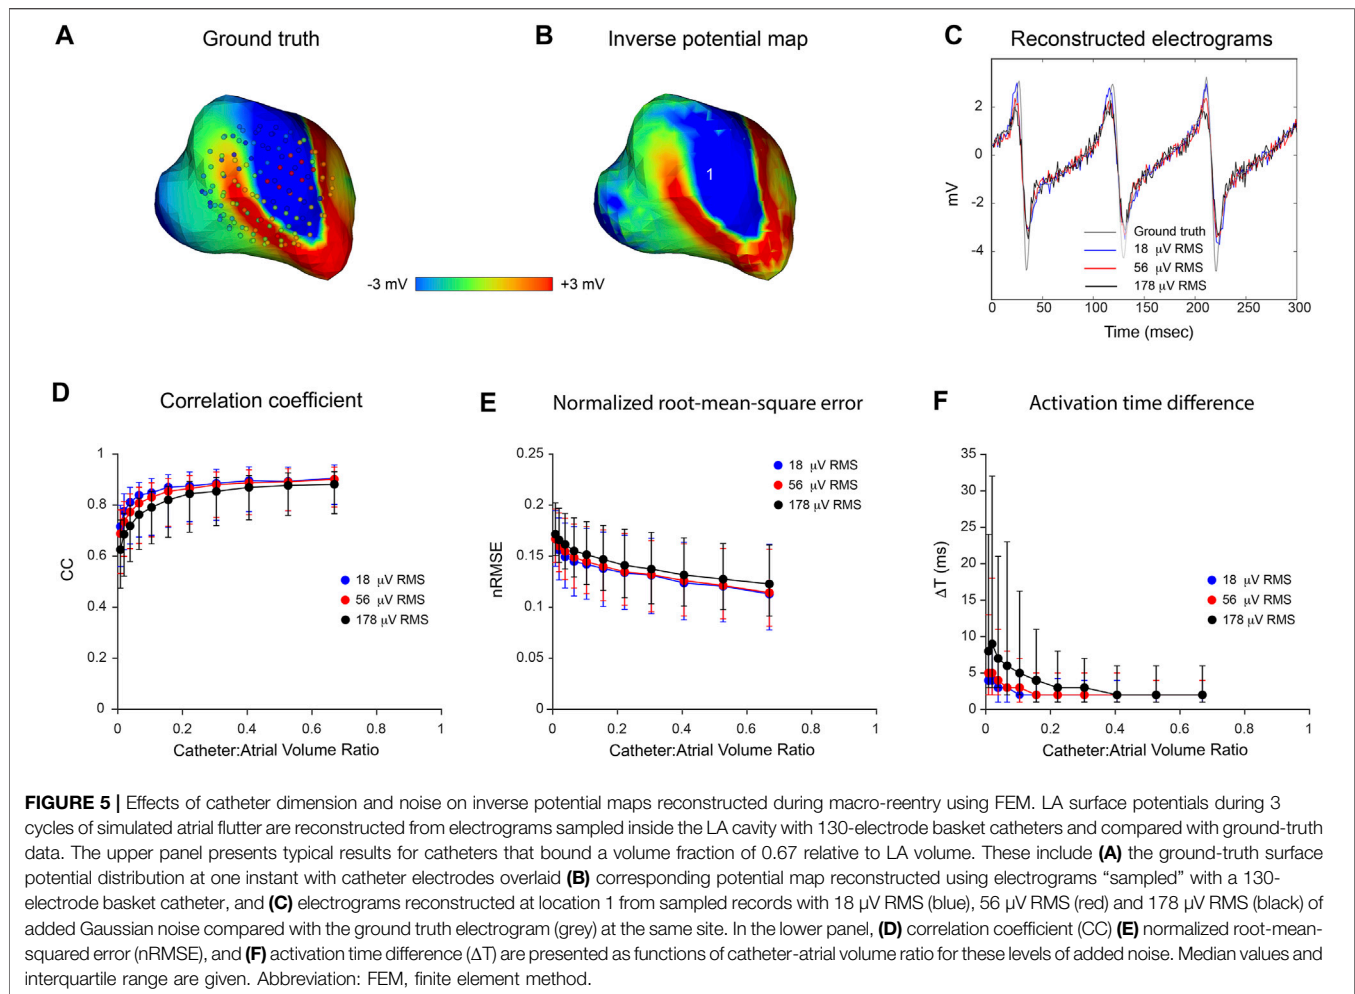 A Ground truth
B Inverse potential map
C Reconstructed electrograms
1
-3 mV +3 mV
mV
2
0
-2
-4
Ground truth
18 µV RMS
56 µV RMS
178 µV RMS
0 50 100 150 200 250 300
Time (msec)
D Correlation coefficient
CC
1
0.8
0.6
0.4
0.2
0
18 µV RMS
56 µV RMS
178 µV RMS
0 0.2 0.4 0.6 0.8 1
Catheter:Atrial Volume Ratio
E Normalized root-mean-square error
nRMSE
0.25
0.2
0.15
0.1
0.05
0
18 µV RMS
56 µV RMS
178 µV RMS
0 0.2 0.4 0.6 0.8 1
Catheter:Atrial Volume Ratio
F Activation time difference
ΔT (ms)
35
30
25
20
15
10
5
0
18 µV RMS
56 µV RMS
178 µV RMS
0 0.2 0.4 0.6 0.8 1
Catheter:Atrial Volume Ratio
FIGURE 5 | Effects of catheter dimension and noise on inverse potential maps reconstructed during macro-reentry using FEM. LA surface potentials during 3
cycles of simulated atrial flutter are reconstructed from electrograms sampled inside the LA cavity with 130-electrode basket catheters and compared with ground-truth
data. The upper panel presents typical results for catheters that bound a volume fraction of 0.67 relative to LA volume. These include (A) the ground-truth surface
potential distribution at one instant with catheter electrodes overlaid (B) corresponding potential map reconstructed using electrograms “sampled” with a 130-
electrode basket catheter, and (C) electrograms reconstructed at location 1 from sampled records with 18 µV RMS (blue), 56 µV RMS (red) and 178 µV RMS (black) of
added Gaussian noise compared with the ground truth electrogram (grey) at the same site. In the lower panel, (D) correlation coefficient (CC) (E) normalized root-mean-
squared error (nRMSE), and (F) activation time difference (ΔT) are presented as functions of catheter-atrial volume ratio for these levels of added noise. Median values and
interquartile range are given. Abbreviation: FEM, finite element method.